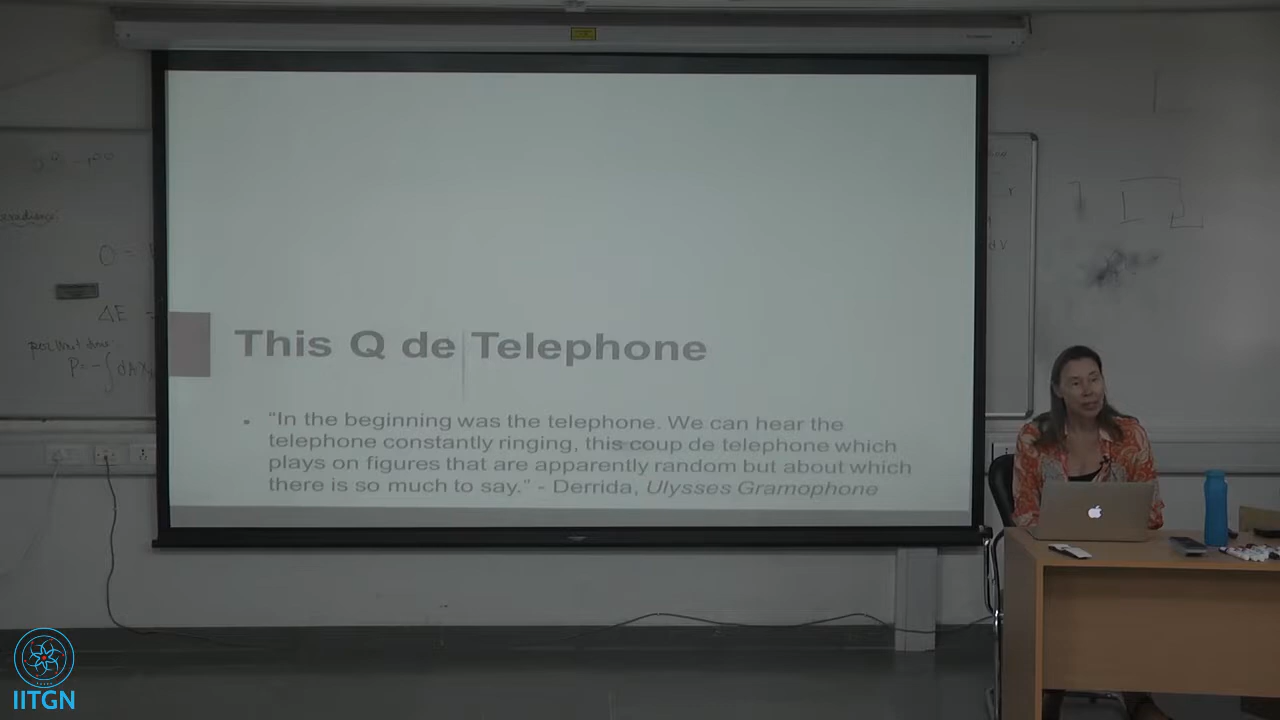 This Q de Telephone
• “In the beginning was the telephone. We can hear the
telephone constantly ringing, this coup de telephone which
plays on figures that are apparently random but about which
there is so much to say.” - Derrida, Ulysses Gramophone
ΔE =
IITGN